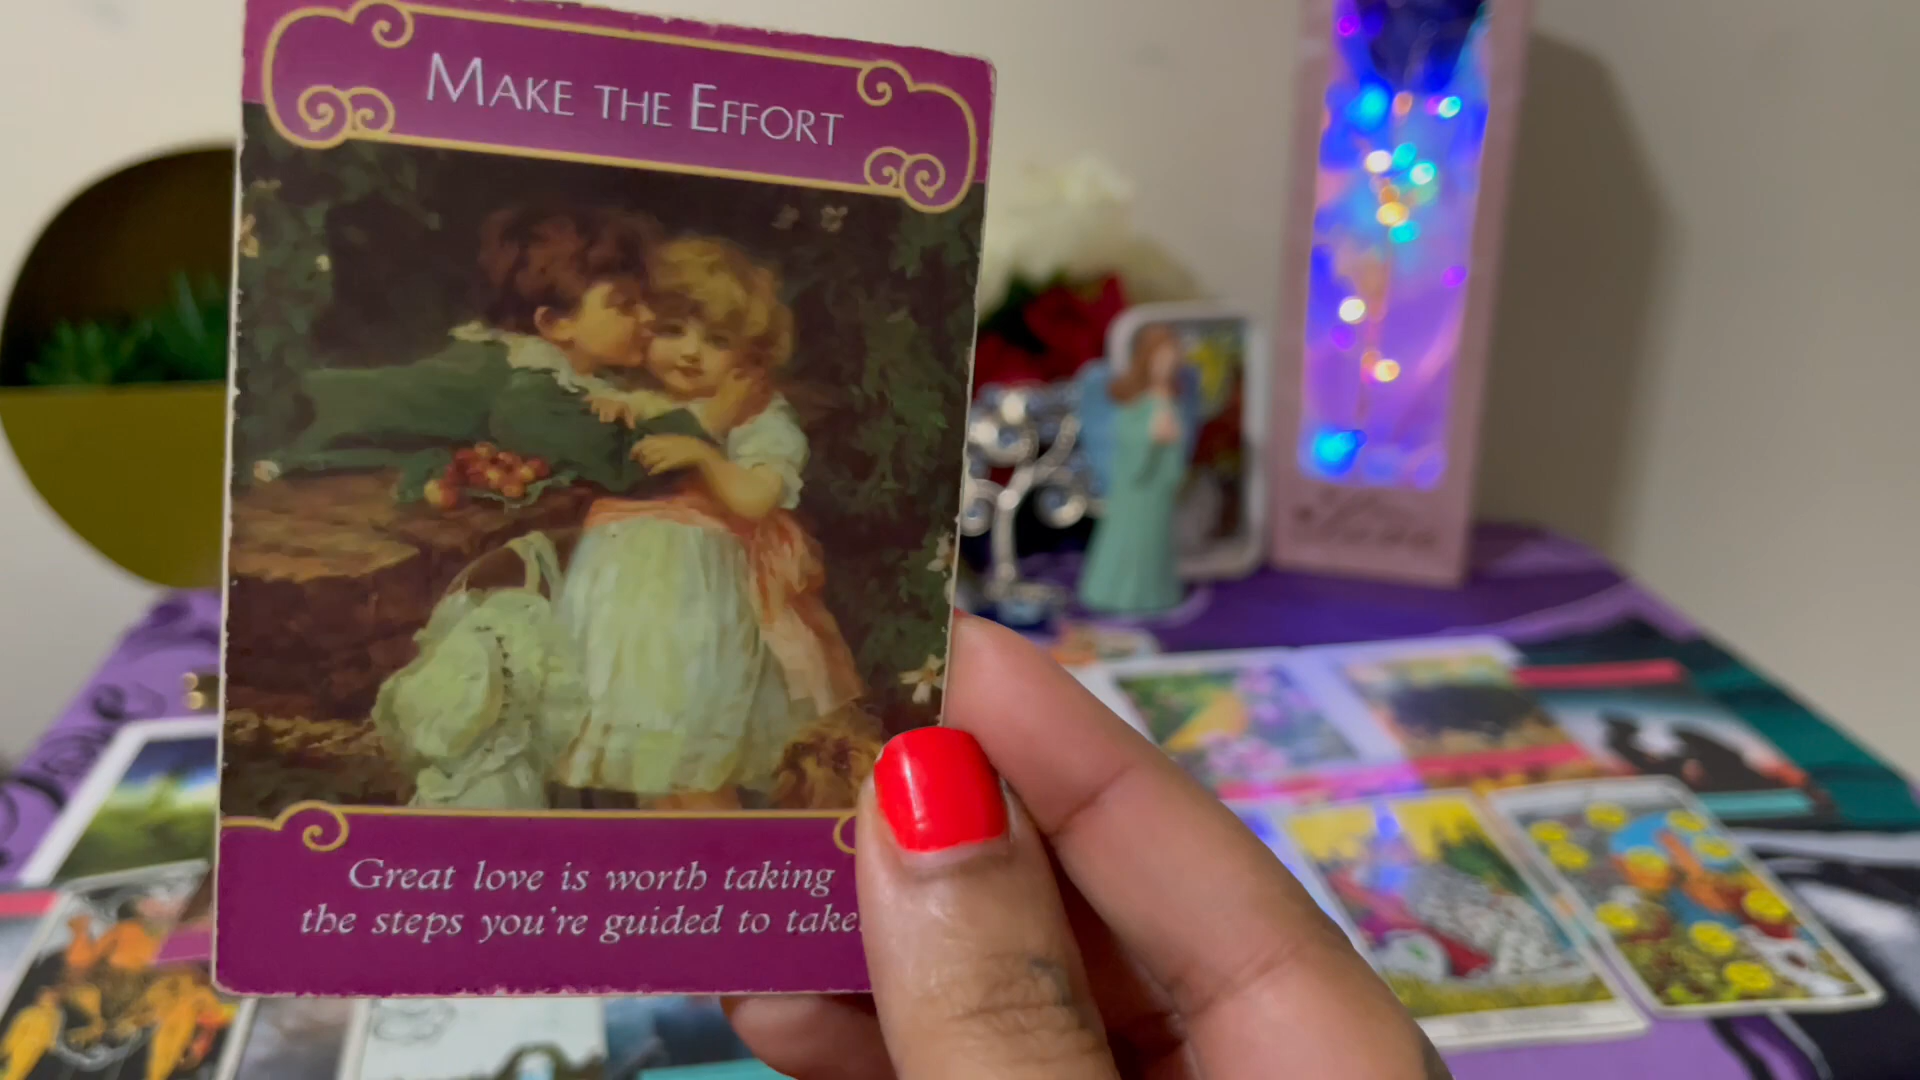 MAKE THE EFFORT
Great love is worth taking
the steps you're guided to take.